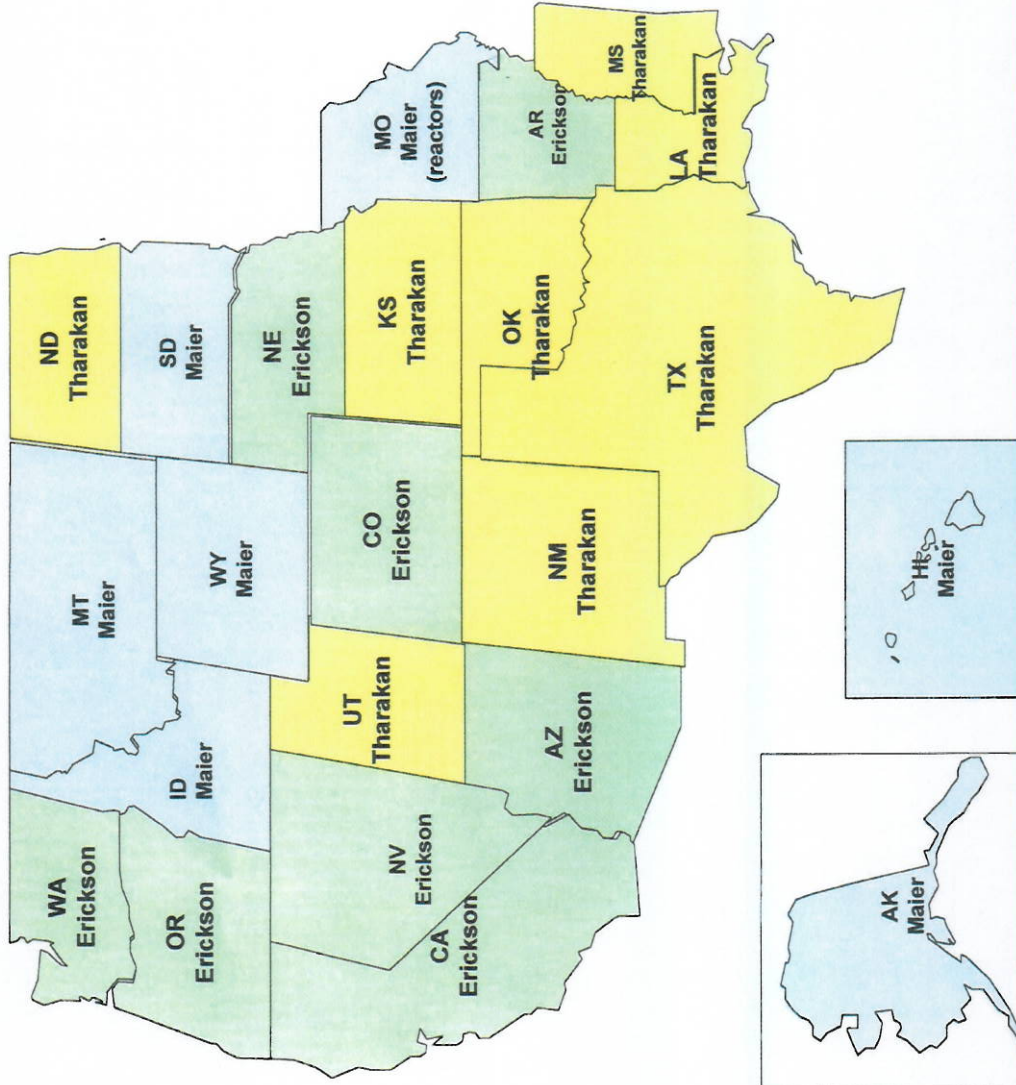 WA
Erickson
MT
Maier
ND
Tharakan
OR
Erickson
ID
Maier
WY
Maier
SD
Maier
NE
Erickson
MO
Maier
(reactors)
NV
Erickson
UT
Tharakan
CO
Erickson
KS
Tharakan
CA
Erickson
AZ
Erickson
NM
Tharakan
OK
Tharakan
AR
Erickson
TX
Tharakan
LA
Tharakan
MS
Tharakan
AK
Maier
HI
Maier